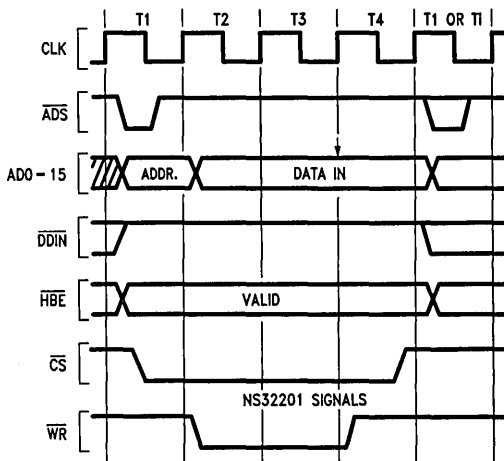 T1 T2 T3 T4 T1 OR Ti
CLK
ADS
AD0-15 ADDR. DATA IN
DDIN
HBE VALID
CS
NS32201 SIGNALS
WR